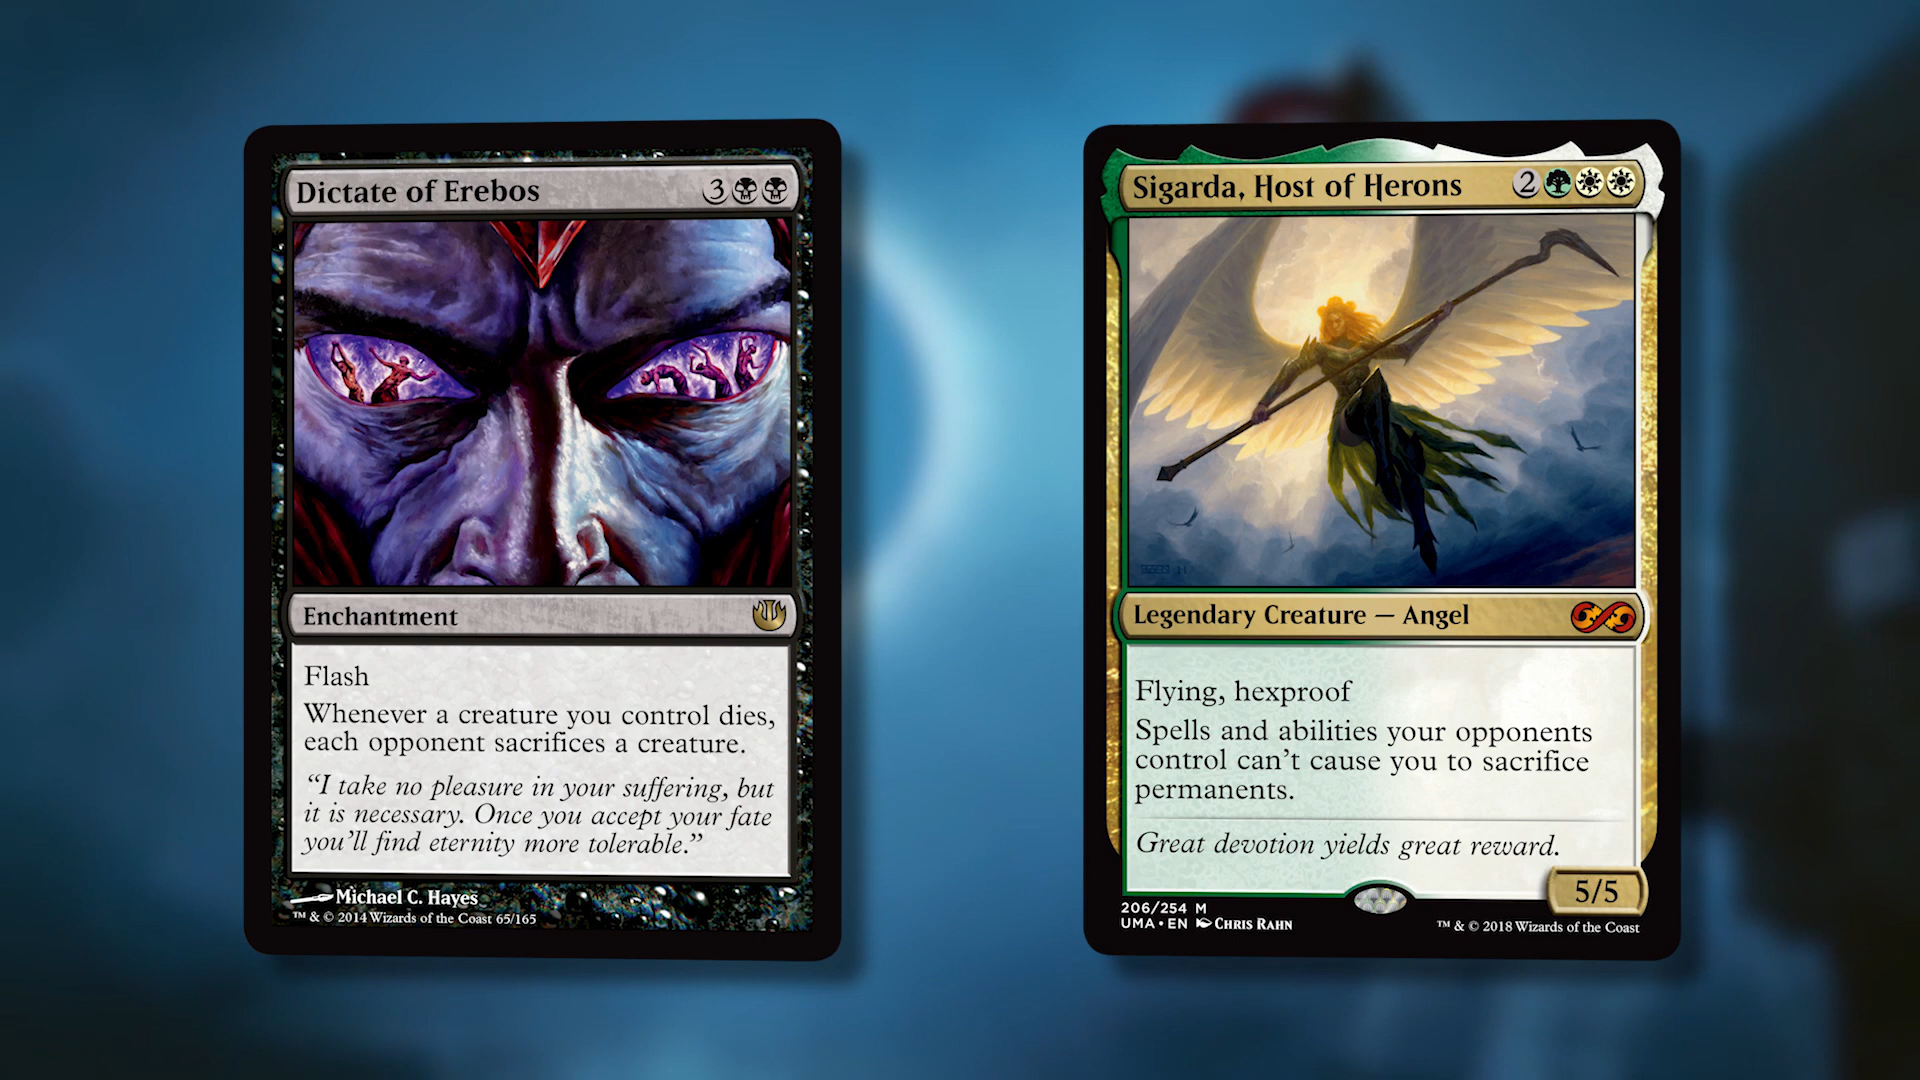 Dictate of Erebos 3
Enchantment
Flash
Whenever a creature you control dies,
each opponent sacrifices a creature.
“I take no pleasure in your suffering, but
it is necessary. Once you accept your fate
you’ll find eternity more tolerable.”
Michael C. Hayes
™ & © 2014 Wizards of the Coast 65/165
Sigarda, Host of Herons 2
Legendary Creature — Angel
Flying, hexproof
Spells and abilities your opponents
control can’t cause you to sacrifice
permanents.
Great devotion yields great reward.
5/5
206/254 M
UMA • EN Chris Rahn
™ & © 2018 Wizards of the Coast